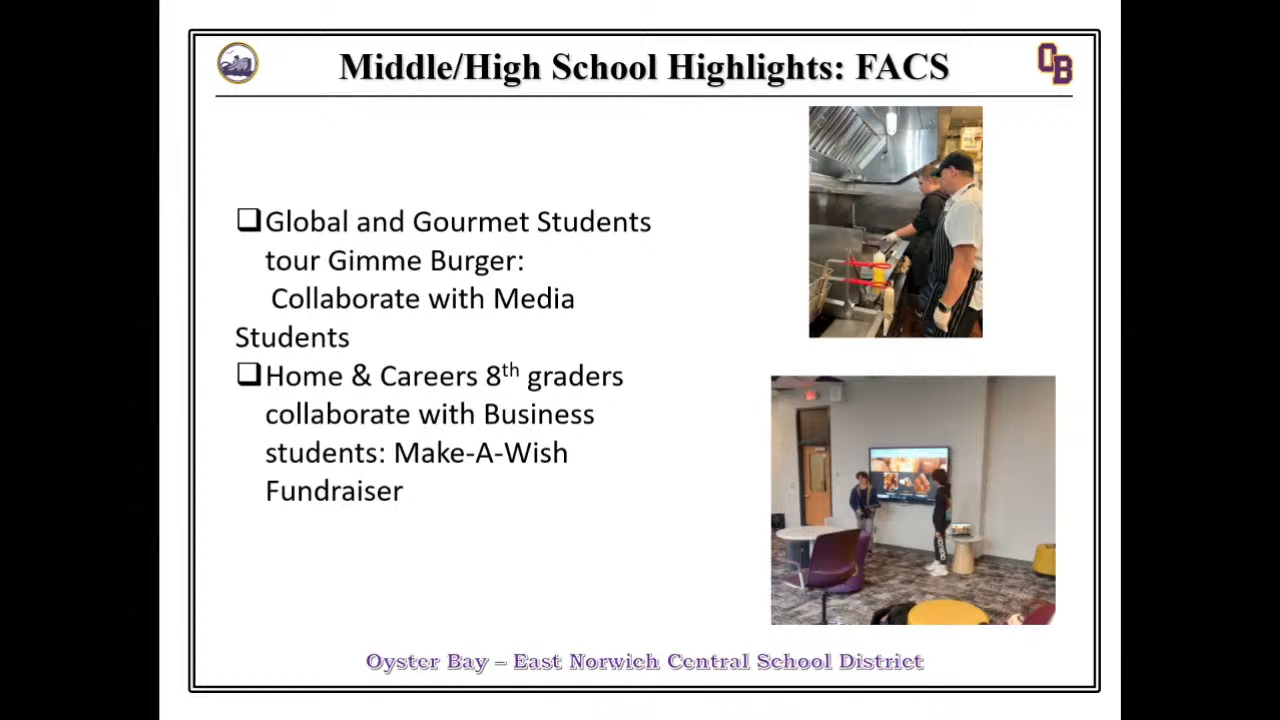 Middle/High School Highlights: FACS
OB
❑Global and Gourmet Students
tour Gimme Burger:
Collaborate with Media
Students
❑Home & Careers 8th graders
collaborate with Business
students: Make-A-Wish
Fundraiser
Oyster Bay – East Norwich Central School District